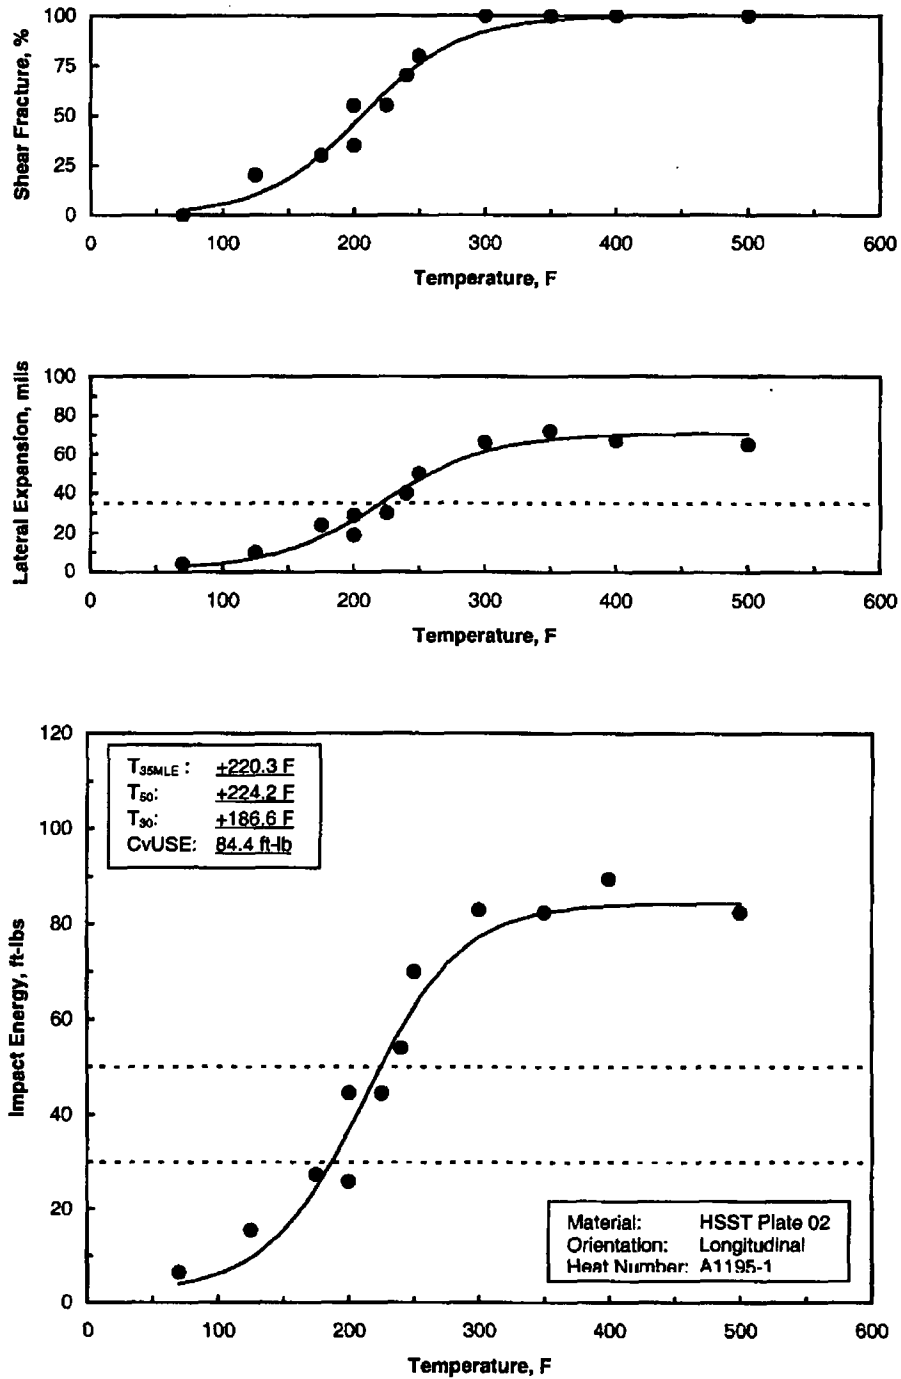 100
75
50
25
0
Shear Fracture, %
0 100 200 300 400 500 600
Temperature, F
100
80
60
40
20
0
Lateral Expansion, mils
0 100 200 300 400 500 600
Temperature, F
120
100
80
60
40
20
0
Impact Energy, ft-lbs
T35MLE : +220.3 F
T50: +224.2 F
T30: +186.6 F
CvUSE: 84.4 ft-lb
Material: HSST Plate 02
Orientation: Longitudinal
Heat Number: A1195-1
0 100 200 300 400 500 600
Temperature, F